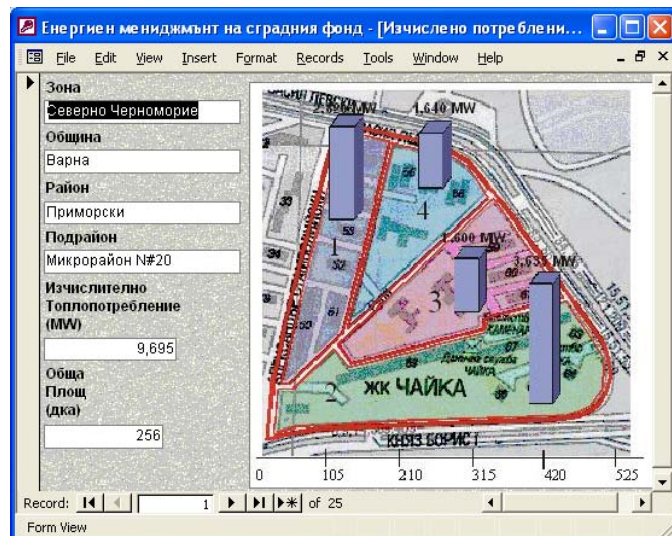 Енергиен мениджмънт на сградния фонд - [Изчислено потреблени...
File Edit View Insert Format Records Tools Window Help
Зона
Северно Черноморие
Община
Варна
Район
Приморски
Подрайон
Микрорайон N#20
Изчислително
Топлопотребление
(MW)
9,695
Обща
Площ
(дка)
256
1,640 MW
4
1
1,600 MW
3
3,635 MW
2
жк ЧАЙКА
КНЯЗ БОРИС I
0 105 210 315 420 525
Record: 1 of 25
Form View